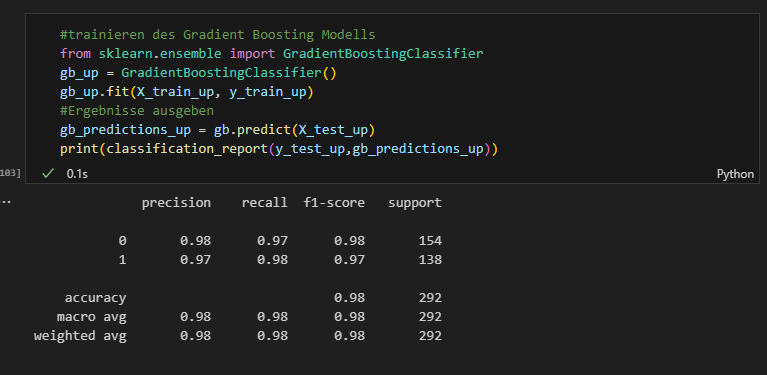 #trainieren des Gradient Boosting Modells
from sklearn.ensemble import GradientBoostingClassifier
gb_up = GradientBoostingClassifier()
gb_up.fit(X_train_up, y_train_up)
#Ergebnisse ausgeben
gb_predictions_up = gb.predict(X_test_up)
print(classification_report(y_test_up,gb_predictions_up))
103] ✓ 0.1s Python
... precision recall f1-score support
0 0.98 0.97 0.98 154
1 0.97 0.98 0.97 138
accuracy 0.98 292
macro avg 0.98 0.98 0.98 292
weighted avg 0.98 0.98 0.98 292